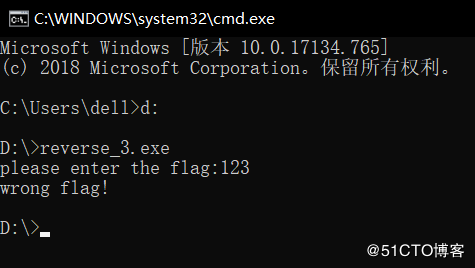 C:\WINDOWS\system32\cmd.exe
Microsoft Windows [版本 10.0.17134.765]
(c) 2018 Microsoft Corporation。保留所有权利。
C:\Users\dell>d:
D:\>reverse_3.exe
please enter the flag:123
wrong flag!
D:\>
@51CTO博客